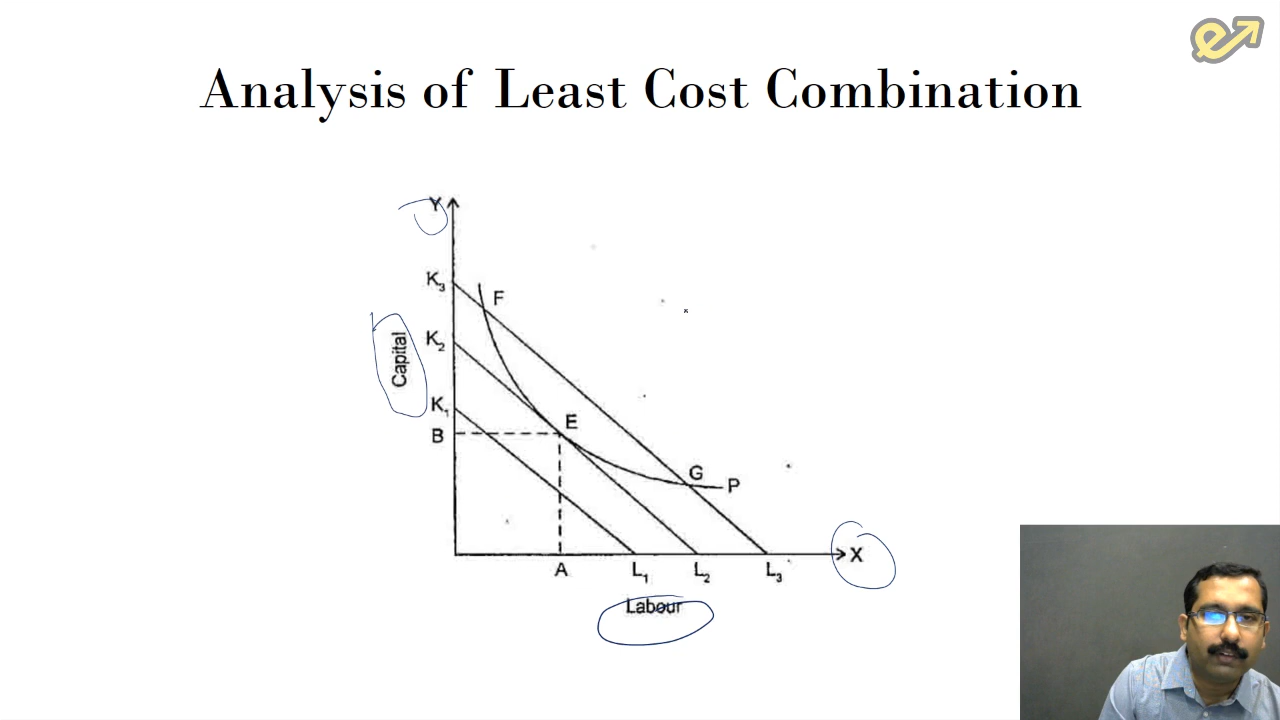 Analysis of Least Cost Combination
Y
K3
F
K2
Capital
K1
E
B
G
P
X
A
L1
L2
L3
Labour